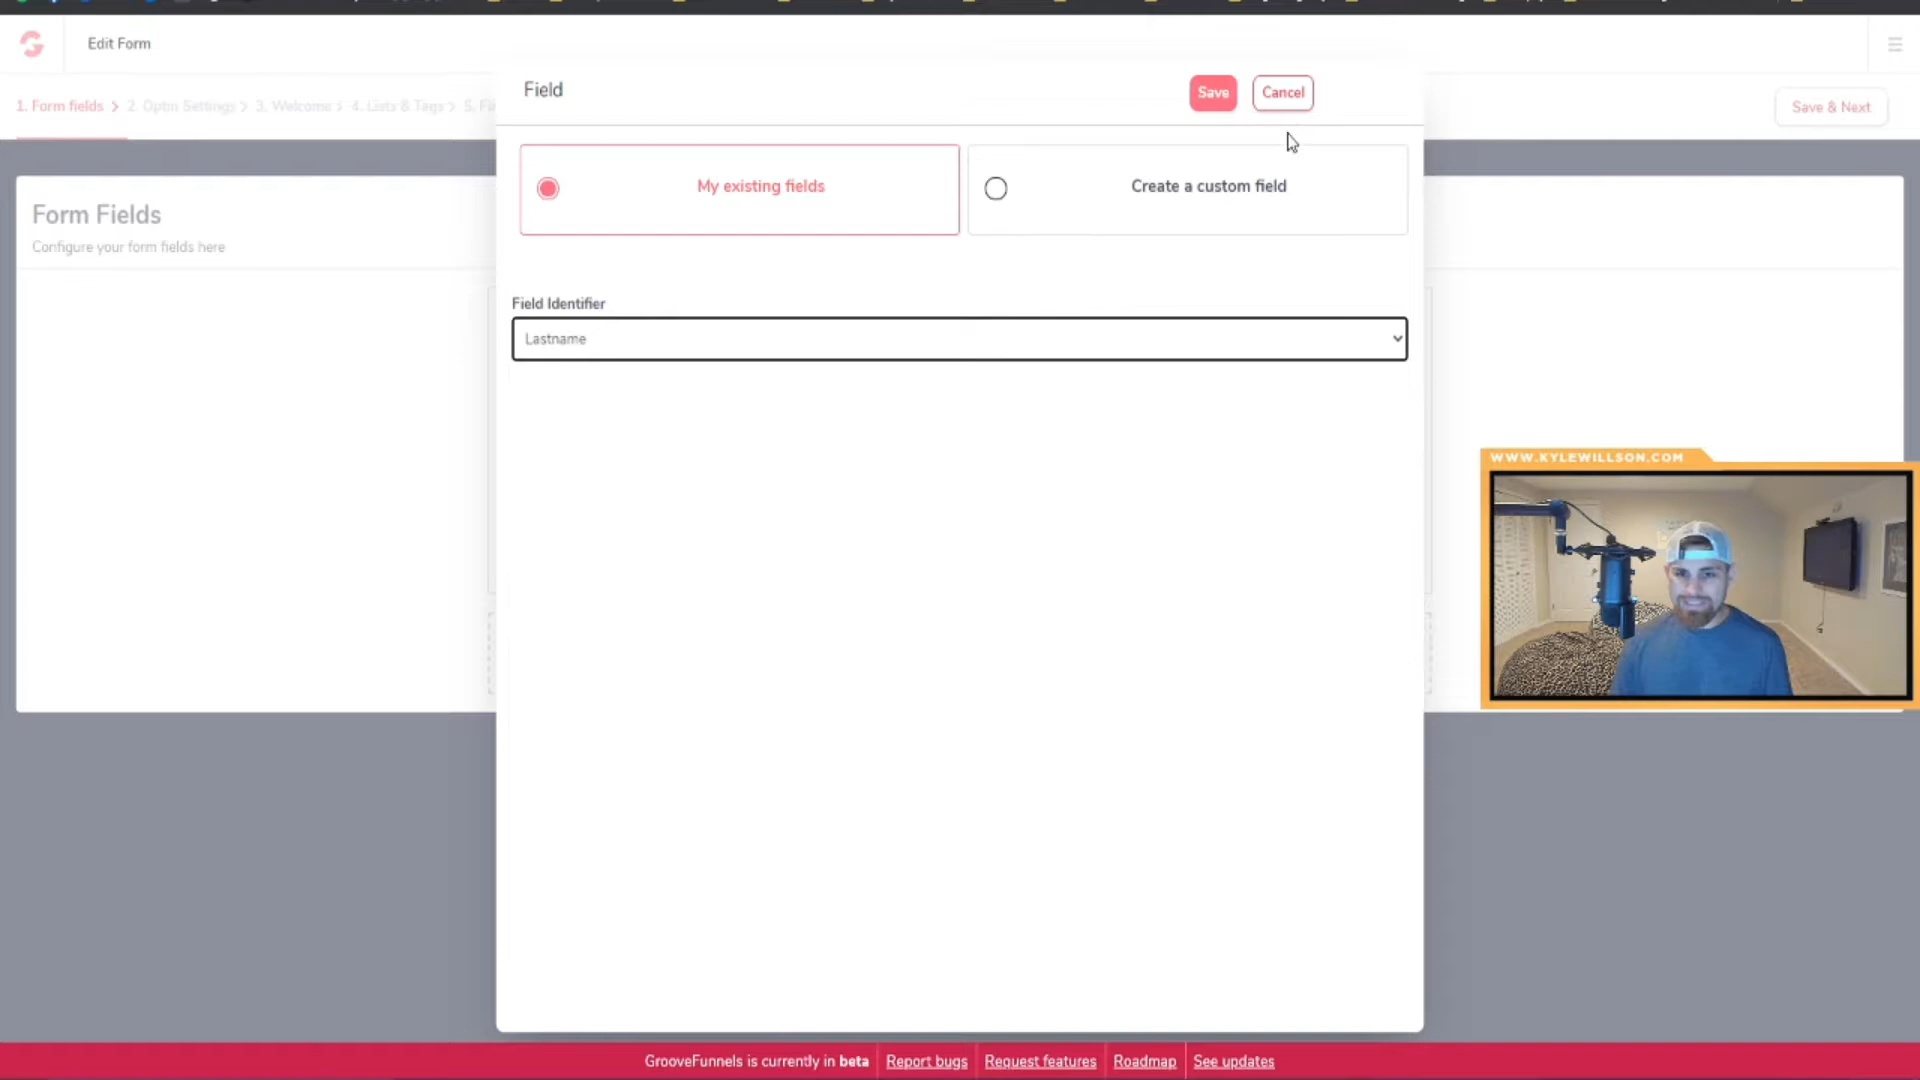 Edit Form
Field
Save
Cancel
1. Form fields > 2. Optin Settings > 3. Welcome > 4. Lists & Tags > 5.
Save & Next
My existing fields
Create a custom field
Form Fields
Configure your form fields here
Field Identifier
Lastname
WWW.KYLEWILLSON.COM
GrooveFunnels is currently in beta
Report bugs
Request features
Roadmap
See updates